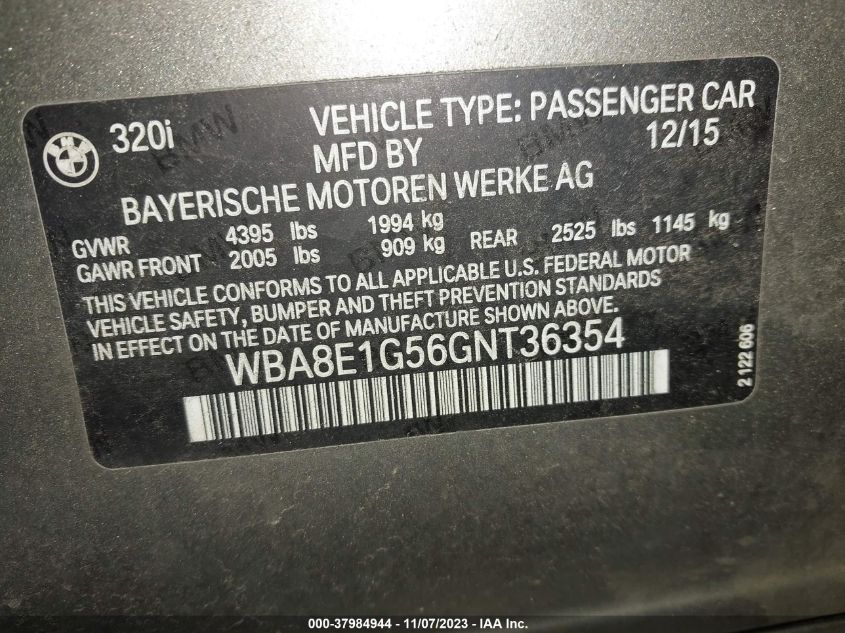 320i VEHICLE TYPE: PASSENGER CAR
MFD BY 12/15
BAYERISCHE MOTOREN WERKE AG
GVWR 4395 lbs 1994 kg
GAWR FRONT 2005 lbs 909 kg REAR 2525 lbs 1145 kg
THIS VEHICLE CONFORMS TO ALL APPLICABLE U.S. FEDERAL MOTOR
VEHICLE SAFETY, BUMPER AND THEFT PREVENTION STANDARDS
IN EFFECT ON THE DATE OF MANUFACTURE SHOWN ABOVE.
WBA8E1G56GNT36354
2 122 606
BMW
000-37984944 - 11/07/2023 - IAA Inc.